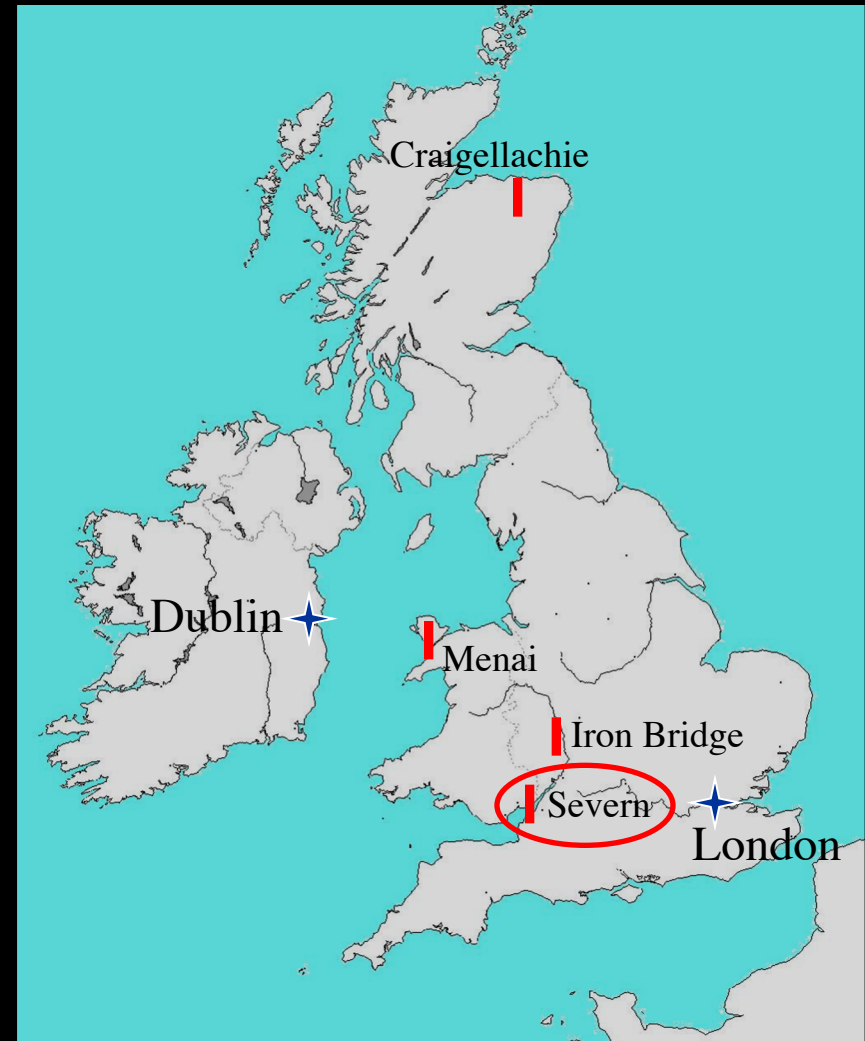 Craigellachie
Dublin
Menai
Iron Bridge
Severn
London